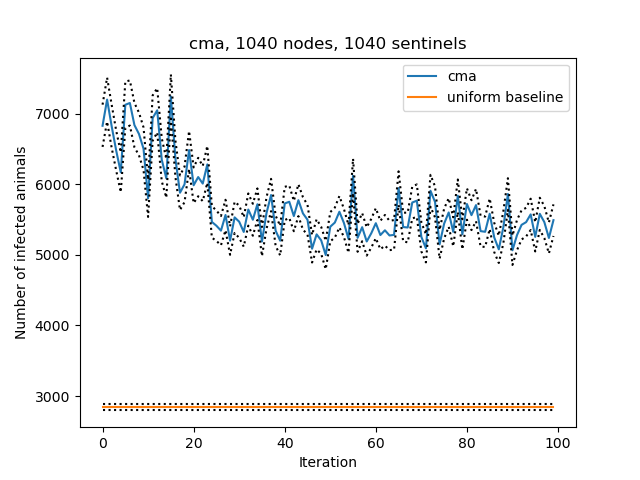 cma, 1040 nodes, 1040 sentinels
cma
uniform baseline
Number of infected animals
7000
6000
5000
4000
3000
0 20 40 60 80 100
Iteration